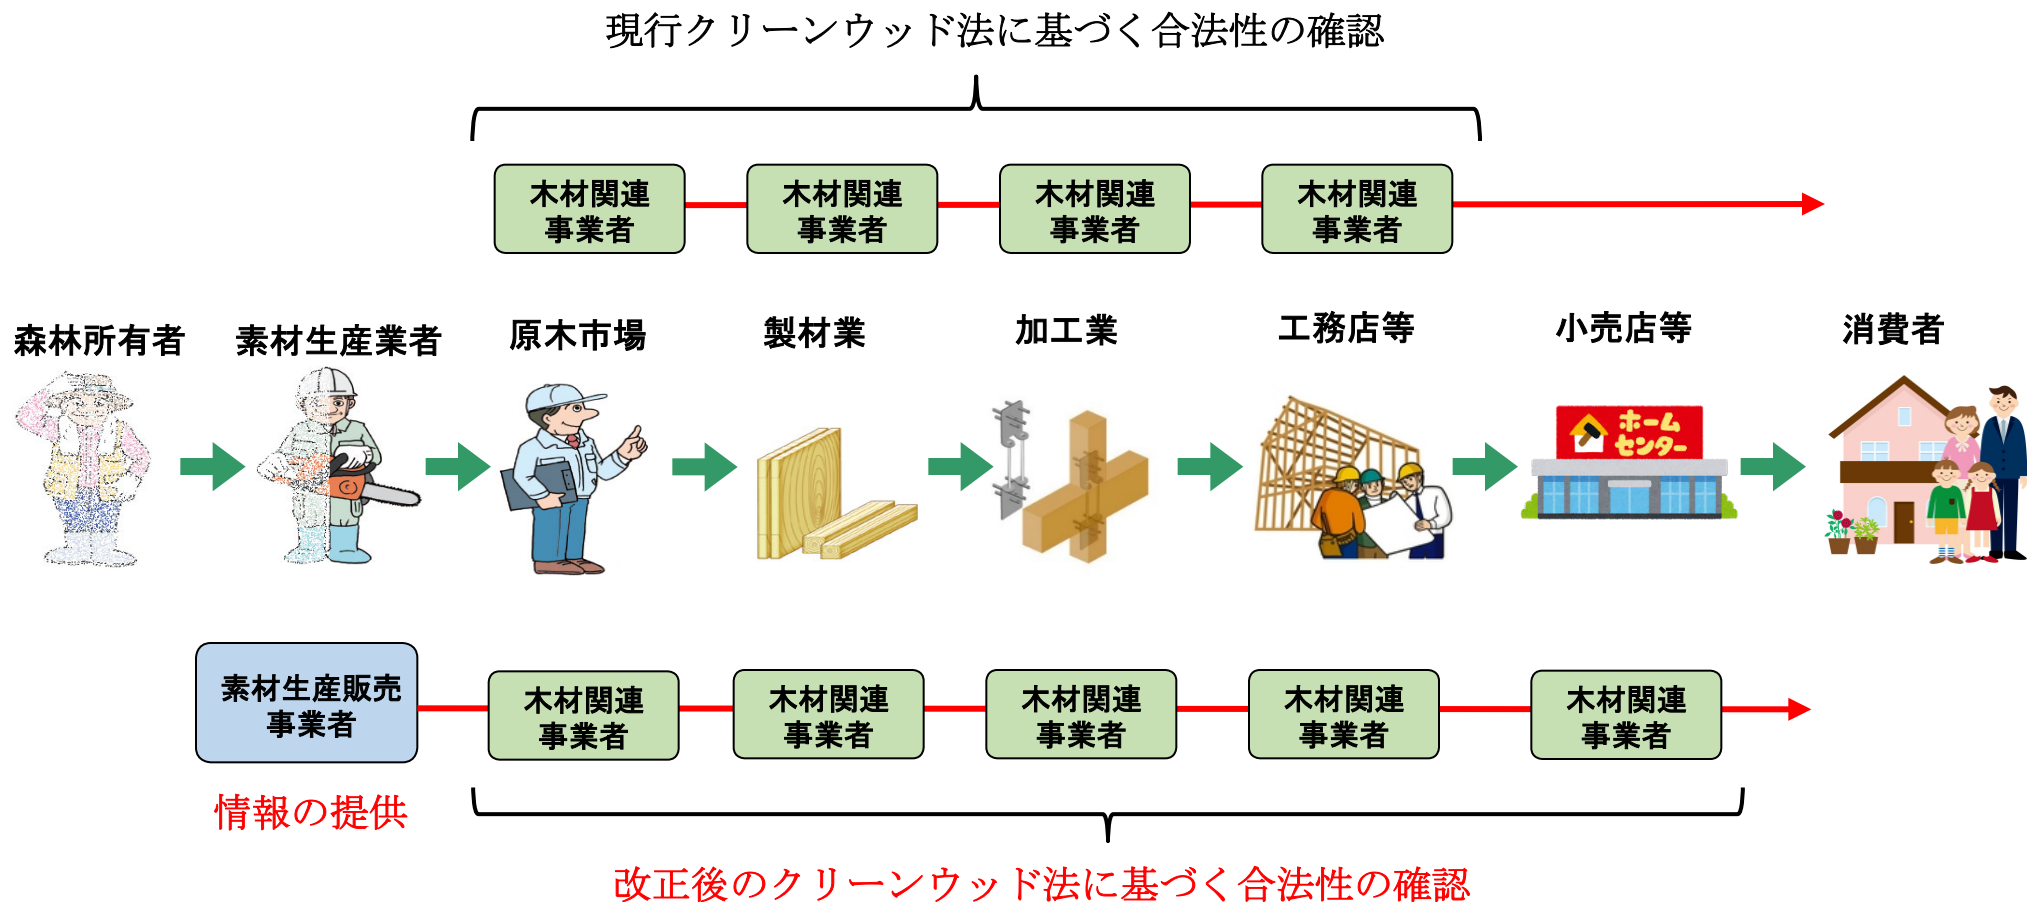 現行クリーンウッド法に基づく合法性の確認
木材関連
事業者
木材関連
事業者
木材関連
事業者
木材関連
事業者
森林所有者
素材生産業者
原木市場
製材業
加工業
工務店等
小売店等
消費者
ホーム
センター
素材生産販売
事業者
木材関連
事業者
木材関連
事業者
木材関連
事業者
木材関連
事業者
木材関連
事業者
情報の提供
改正後のクリーンウッド法に基づく合法性の確認